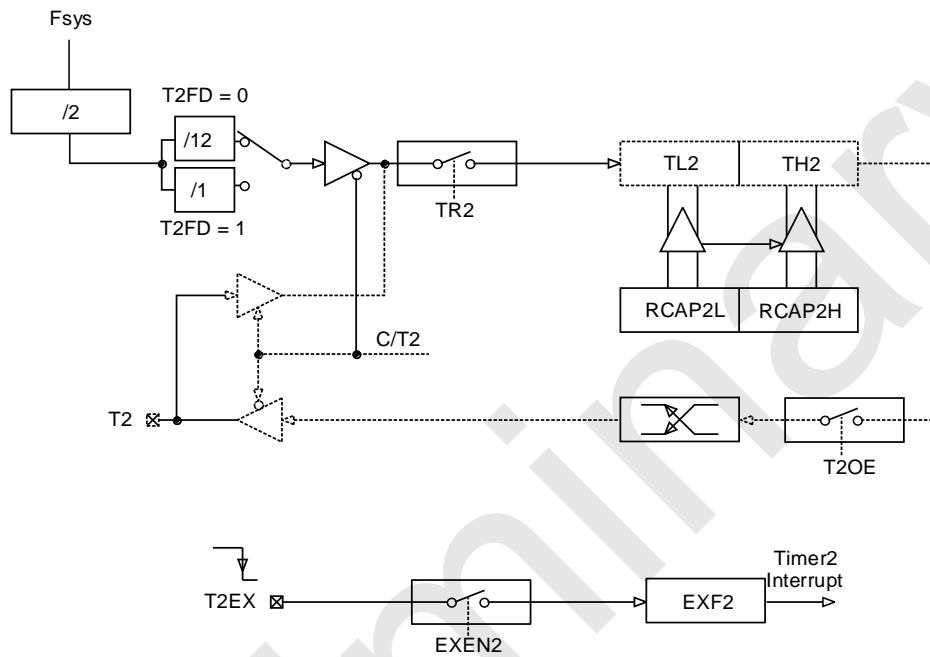 Fsys
/2
T2FD = 0
/12
/1
T2FD = 1
TR2
TL2
TH2
RCAP2L
RCAP2H
C/T2
T2
T2OE
T2EX
EXEN2
EXF2
Timer2
Interrupt